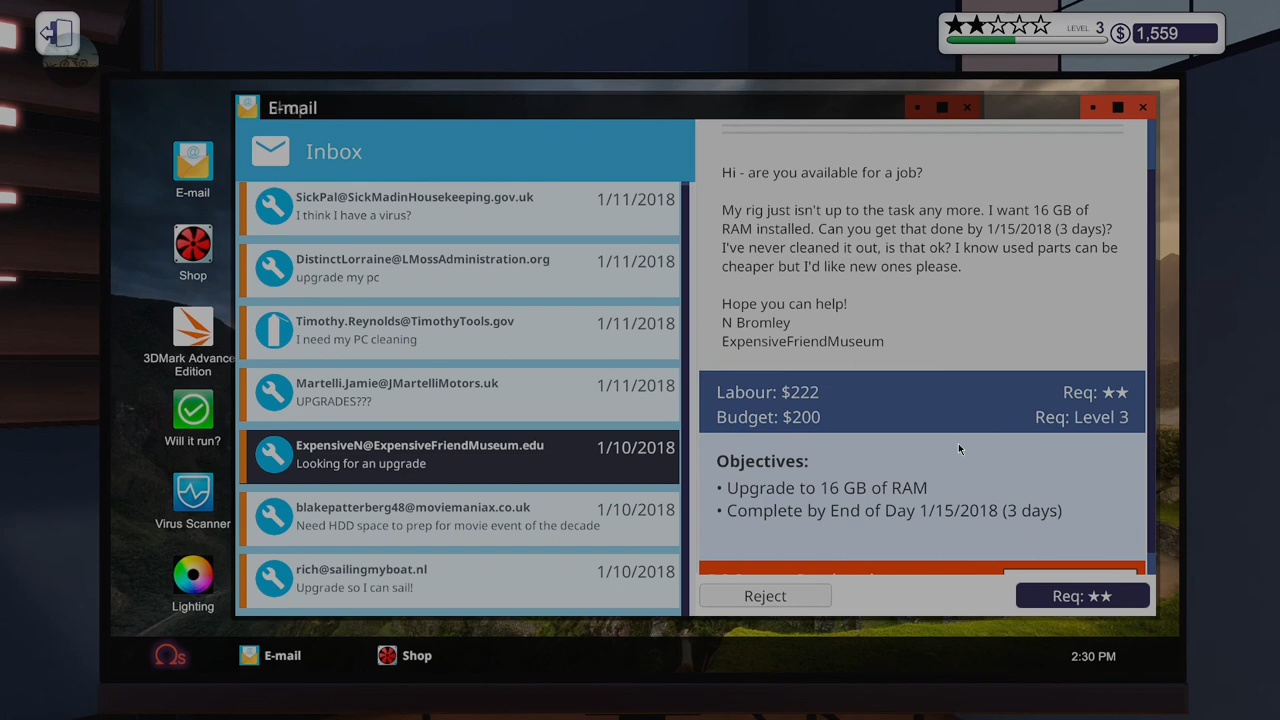 LEVEL 3
$ 1,559
E-mail
Inbox
SickPal@SickMadinHousekeeping.gov.uk 1/11/2018
I think I have a virus?
DistinctLorraine@LMossAdministration.org 1/11/2018
upgrade my pc
Timothy.Reynolds@TimothyTools.gov 1/11/2018
I need my PC cleaning
Martelli.Jamie@JMartelliMotors.uk 1/11/2018
UPGRADES???
ExpensiveN@ExpensiveFriendMuseum.edu 1/10/2018
Looking for an upgrade
blakepatterberg48@moviemaniax.co.uk 1/10/2018
Need HDD space to prep for movie event of the decade
rich@sailingmyboat.nl 1/10/2018
Upgrade so I can sail!
Hi - are you available for a job?
My rig just isn't up to the task any more. I want 16 GB of
RAM installed. Can you get that done by 1/15/2018 (3 days)?
I've never cleaned it out, is that ok? I know used parts can be
cheaper but I'd like new ones please.
Hope you can help!
N Bromley
ExpensiveFriendMuseum
Labour: $222 Req: ★★
Budget: $200 Req: Level 3
Objectives:
• Upgrade to 16 GB of RAM
• Complete by End of Day 1/15/2018 (3 days)
Reject
Req: ★★
E-mail
Shop
3DMark Advance
Edition
Will it run?
Virus Scanner
Lighting
Ωs
E-mail
Shop
2:30 PM